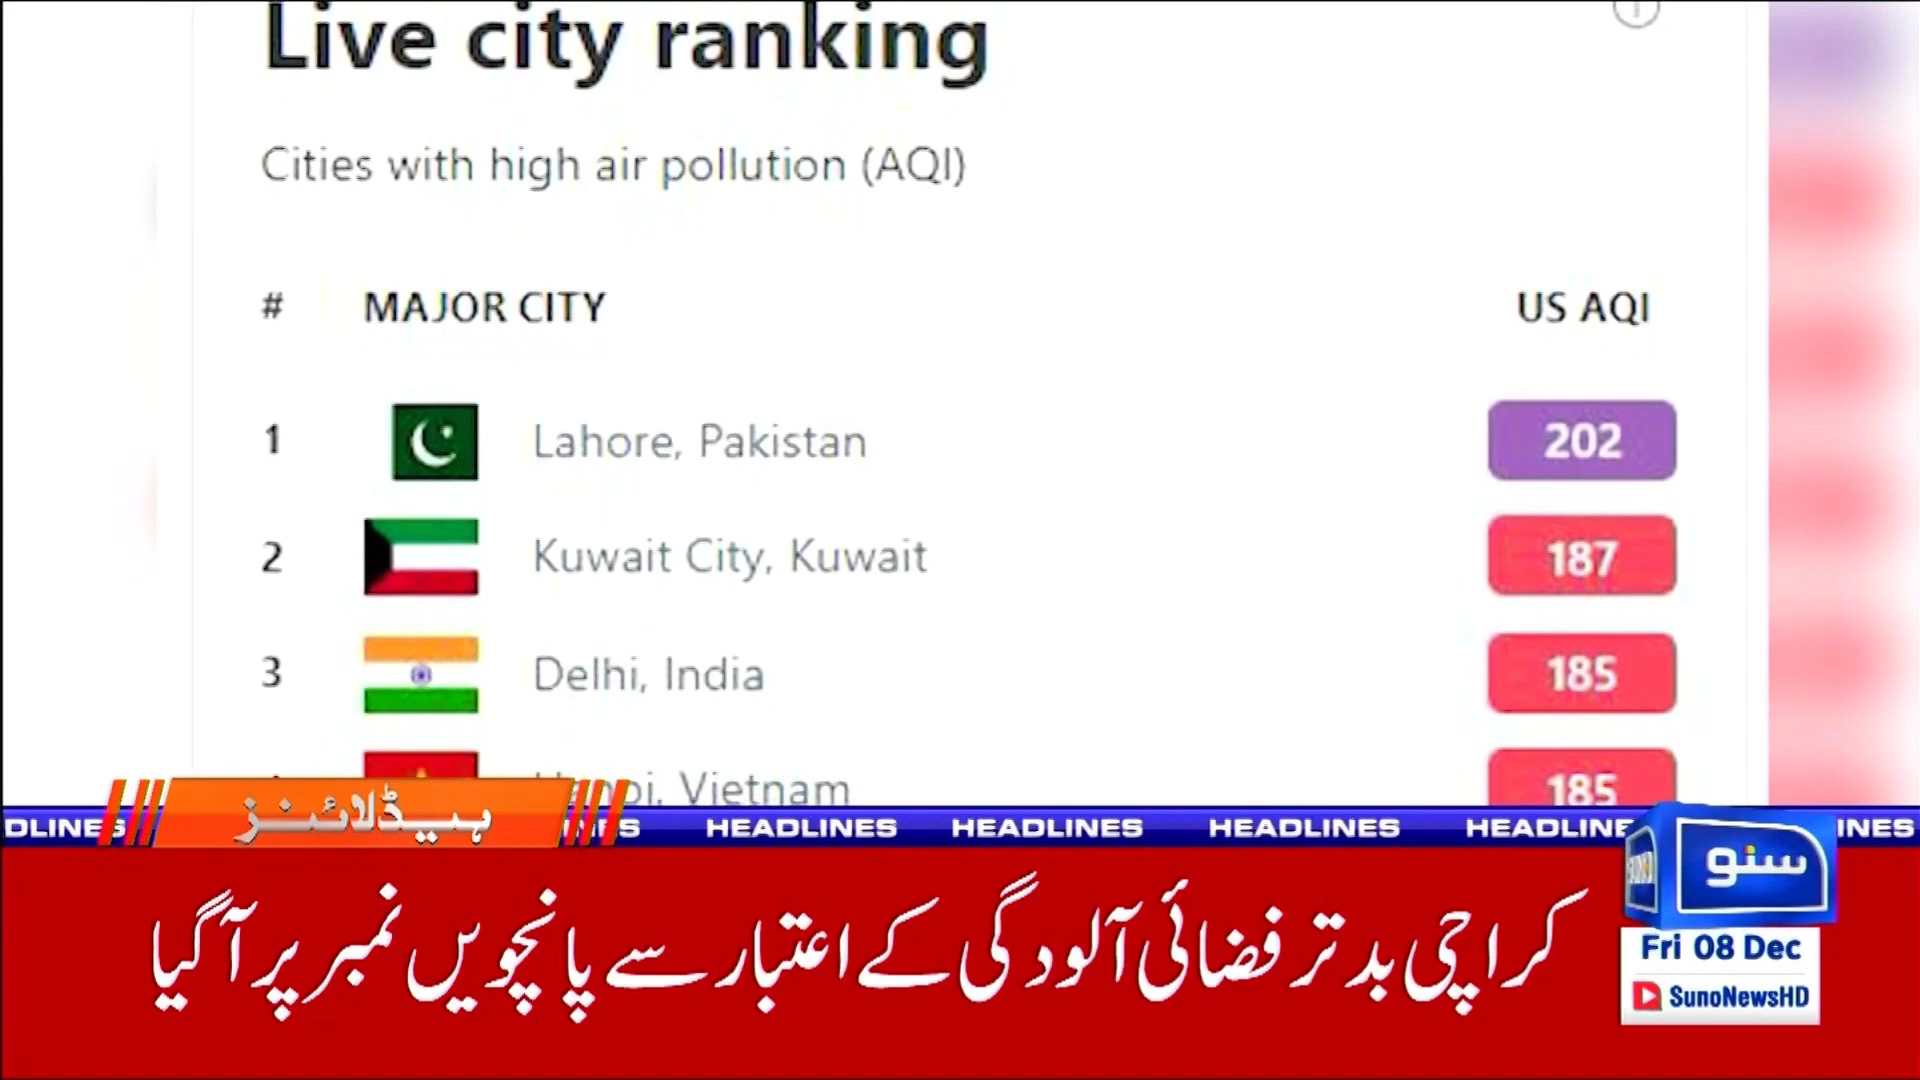 Live city ranking
Cities with high air pollution (AQI)
# MAJOR CITY US AQI
1 Lahore, Pakistan 202
2 Kuwait City, Kuwait 187
3 Delhi, India 185
Vietnam 185
ہیڈلائنز
HEADLINES HEADLINES HEADLINES
سنو
SUNO
کراچی بدتر فضائی آلودگی کے اعتبار سے پانچویں نمبر پر آگیا
Fri 08 Dec
SunoNewsHD